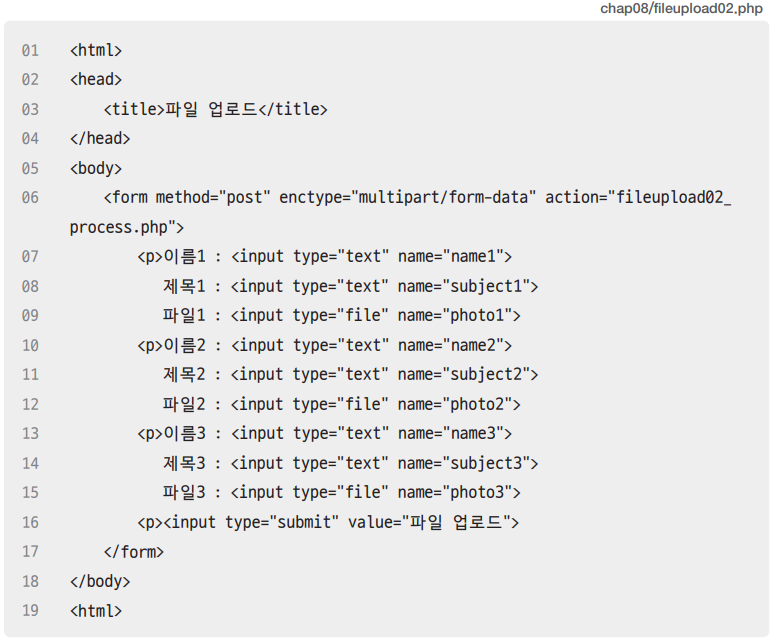 chap08/fileupload02.php
01 <html>
02 <head>
03 <title>파일 업로드</title>
04 </head>
05 <body>
06 <form method="post" enctype="multipart/form-data" action="fileupload02_
process.php">
07 <p>이름1 : <input type="text" name="name1">
08 제목1 : <input type="text" name="subject1">
09 파일1 : <input type="file" name="photo1">
10 <p>이름2 : <input type="text" name="name2">
11 제목2 : <input type="text" name="subject2">
12 파일2 : <input type="file" name="photo2">
13 <p>이름3 : <input type="text" name="name3">
14 제목3 : <input type="text" name="subject3">
15 파일3 : <input type="file" name="photo3">
16 <p><input type="submit" value="파일 업로드">
17 </form>
18 </body>
19 <html>